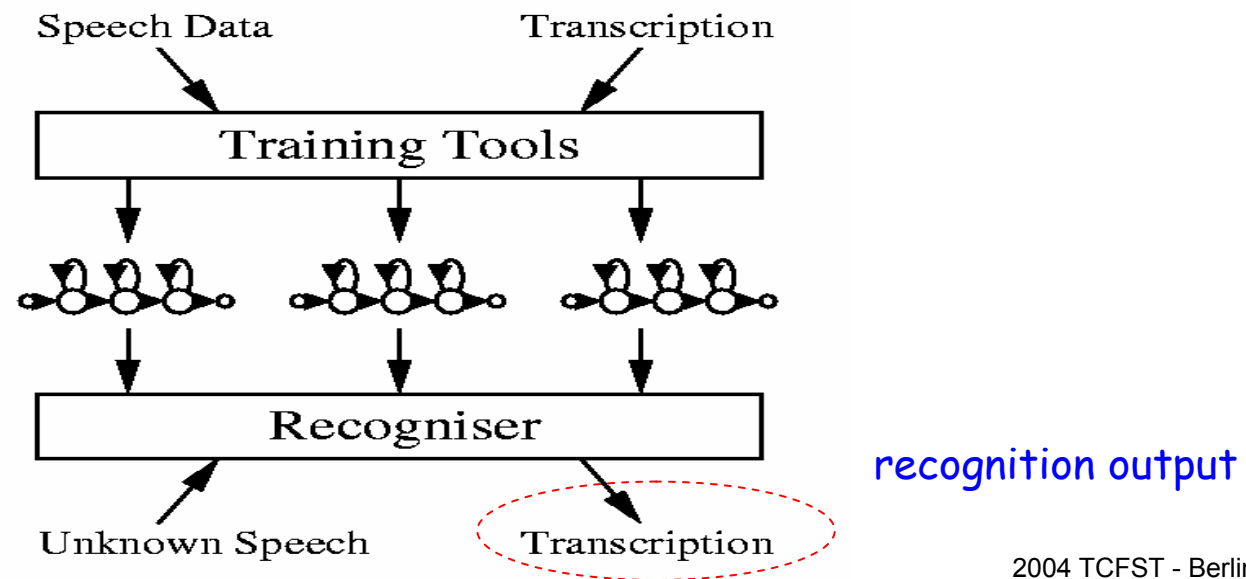 Speech Data Transcription
Training Tools
Recogniser
recognition output
Unknown Speech Transcription
2004 TCFST - Berlin